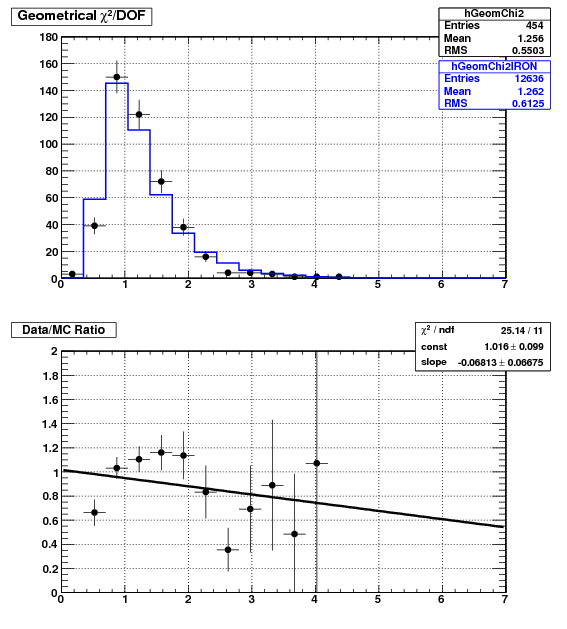 Geometrical χ²/DOF
hGeomChi2
Entries 454
Mean 1.256
RMS 0.5503
hGeomChi2IRON
Entries 12636
Mean 1.262
RMS 0.6125
180
160
140
120
100
80
60
40
20
0
0 1 2 3 4 5 6 7
Data/MC Ratio
χ² / ndf 25.14 / 11
const 1.016 ± 0.099
slope -0.06813 ± 0.06675
2
1.8
1.6
1.4
1.2
1
0.8
0.6
0.4
0.2
0
0 1 2 3 4 5 6 7